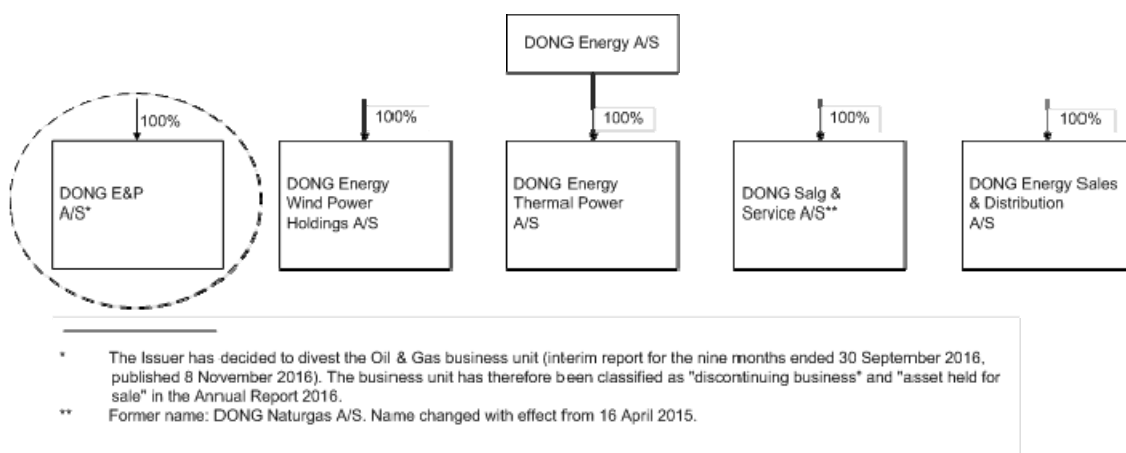 DONG Energy A/S
100%
100%
100%
100%
100%
DONG E&P
A/S*
DONG Energy
Wind Power
Holdings A/S
DONG Energy
Thermal Power
A/S
DONG Salg &
Service A/S**
DONG Energy Sales
& Distribution
A/S
* The Issuer has decided to divest the Oil & Gas business unit (interim report for the nine months ended 30 September 2016,
published 8 November 2016). The business unit has therefore been classified as "discontinuing business" and "asset held for
sale" in the Annual Report 2016.
** Former name: DONG Naturgas A/S. Name changed with effect from 16 April 2015.